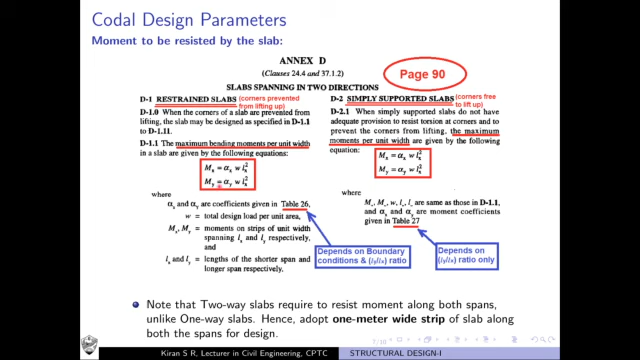 Codal Design Parameters
Moment to be resisted by the slab:
ANNEX D
(Clauses 24.4 and 37.1.2)
SLABS SPANNING IN TWO DIRECTIONS
Page 90
D-1 RESTRAINED SLABS (corners prevented from lifting up)
D-1.0 When the corners of a slab are prevented from
lifting, the slab may be designed as specified in D-1.1
to D-1.11.
D-1.1 The maximum bending moments per unit width
in a slab are given by the following equations:
Mx = αx w lx²
My = αy w lx²
where
αx and αy are coefficients given in Table 26,
w = total design load per unit area,
Mx, My = moments on strips of unit width
spanning lx and ly respectively,
and
lx and ly = lengths of the shorter span and
longer span respectively,
D-2 SIMPLY SUPPORTED SLABS (corners free to lift up)
D-2.1 When simply supported slabs do not have
adequate provision to resist torsion at corners and to
prevent the corners from lifting, the maximum
moments per unit width are given by the following
equation:
Mx = αx w lx²
My = αy w lx²
where
Mx, My, w, lx, ly are same as those in D-1.1,
and αx and αy are moment coefficients
given in Table 27
Depends on Boundary
conditions & (ly/lx) ratio
Depends on
(ly/lx) ratio only
Note that Two-way slabs require to resist moment along both spans,
unlike One-way slabs. Hence, adopt one-meter wide strip of slab along
both the spans for design.
7 / 10
Kiran S R, Lecturer in Civil Engineering, CPTC STRUCTURAL DESIGN-I